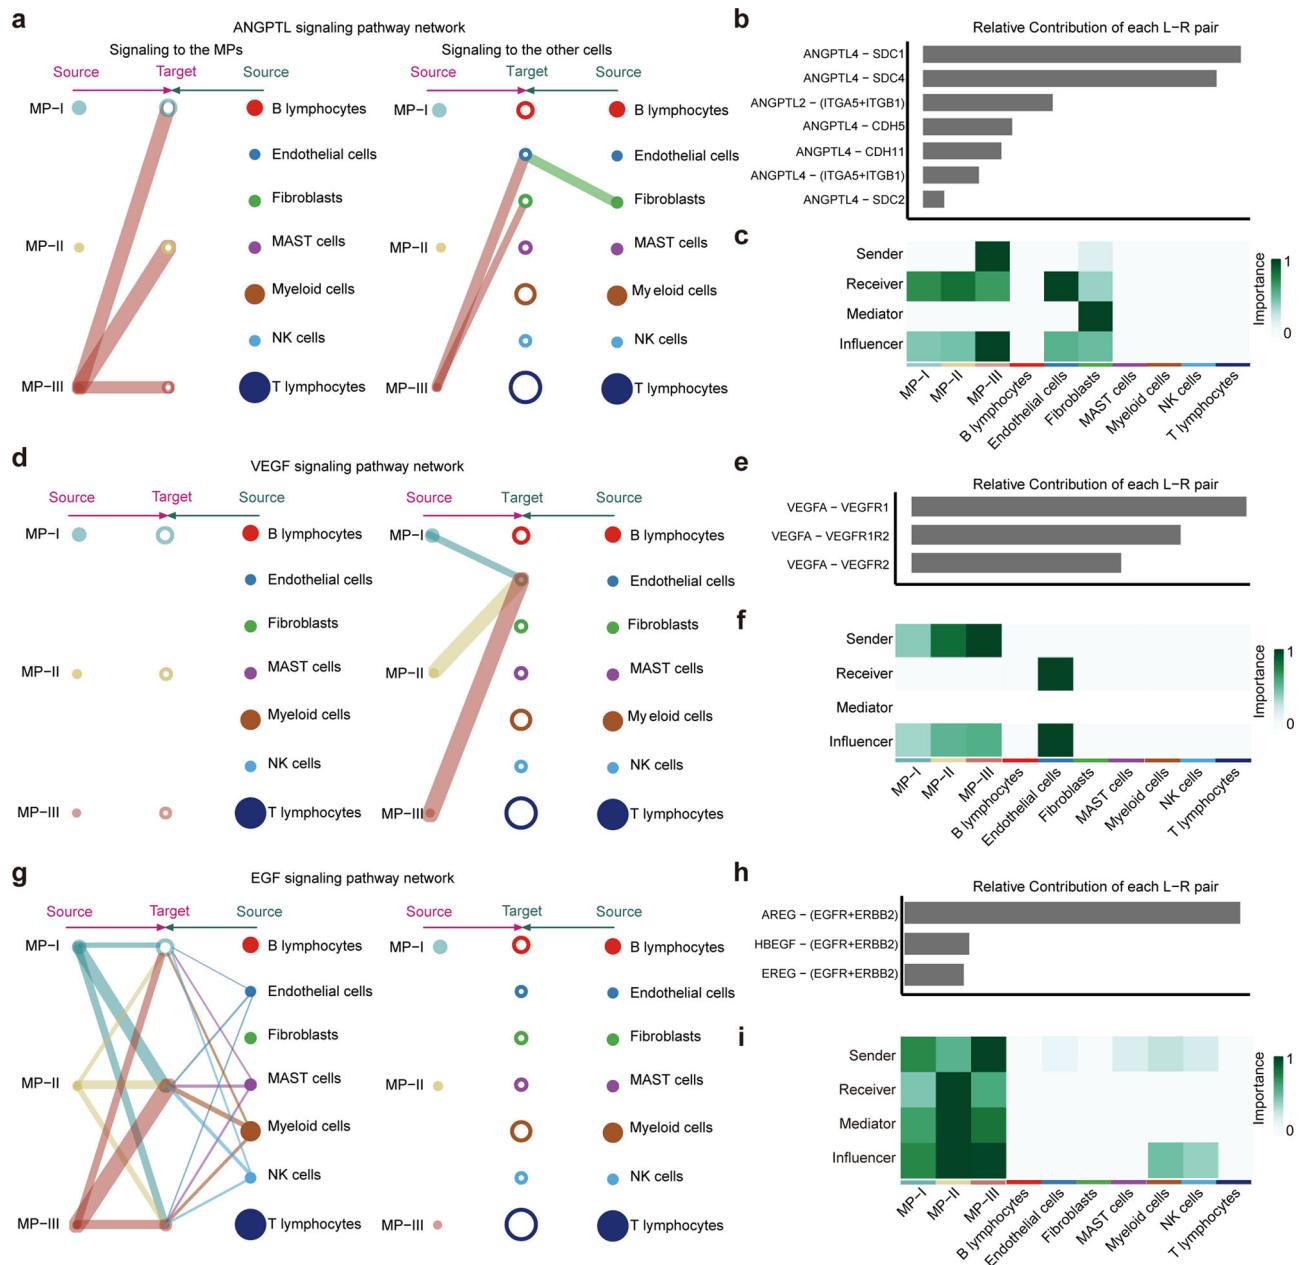 a
ANGPTL signaling pathway network
Signaling to the MPs
Signaling to the other cells
Source
Target
Source
Source
Target
Source
MP−I
B lymphocytes
MP−I
B lymphocytes
Endothelial cells
Endothelial cells
Fibroblasts
Fibroblasts
MP−II
MAST cells
MP−II
MAST cells
Myeloid cells
My eloid cells
NK cells
NK cells
MP−III
T lymphocytes
MP−III
T lymphocytes
b
Relative Contribution of each L−R pair
ANGPTL4 − SDC1
ANGPTL4 − SDC4
ANGPTL2 − (ITGA5+ITGB1)
ANGPTL4 − CDH5
ANGPTL4 − CDH11
ANGPTL4 − (ITGA5+ITGB1)
ANGPTL4 − SDC2
c
Sender
Receiver
Mediator
Influencer
Importance
1
0
MP−I
MP−II
MP−III
B lymphocytes
Endothelial cells
Fibroblasts
MAST cells
Myeloid cells
NK cells
T lymphocytes
d
VEGF signaling pathway network
Source
Target
Source
Source
Target
Source
MP−I
B lymphocytes
MP−I
B lymphocytes
Endothelial cells
Endothelial cells
Fibroblasts
Fibroblasts
MP−II
MAST cells
MP−II
MAST cells
Myeloid cells
My eloid cells
NK cells
NK cells
MP−III
T lymphocytes
MP−III
T lymphocytes
e
Relative Contribution of each L−R pair
VEGFA − VEGFR1
VEGFA − VEGFR1R2
VEGFA − VEGFR2
f
Sender
Receiver
Mediator
Influencer
Importance
1
0
MP−I
MP−II
MP−III
B lymphocytes
Endothelial cells
Fibroblasts
MAST cells
Myeloid cells
NK cells
T lymphocytes
g
EGF signaling pathway network
Source
Target
Source
Source
Target
Source
MP−I
B lymphocytes
MP−I
B lymphocytes
Endothelial cells
Endothelial cells
Fibroblasts
Fibroblasts
MP−II
MAST cells
MP−II
MAST cells
Myeloid cells
Myeloid cells
NK cells
NK cells
MP−III
T lymphocytes
MP−III
T lymphocytes
h
Relative Contribution of each L−R pair
AREG − (EGFR+ERBB2)
HBEGF − (EGFR+ERBB2)
EREG − (EGFR+ERBB2)
i
Sender
Receiver
Mediator
Influencer
Importance
1
0
MP−I
MP−II
MP−III
B lymphocytes
Endothelial cells
Fibroblasts
MAST cells
Myeloid cells
NK cells
T lymphocytes